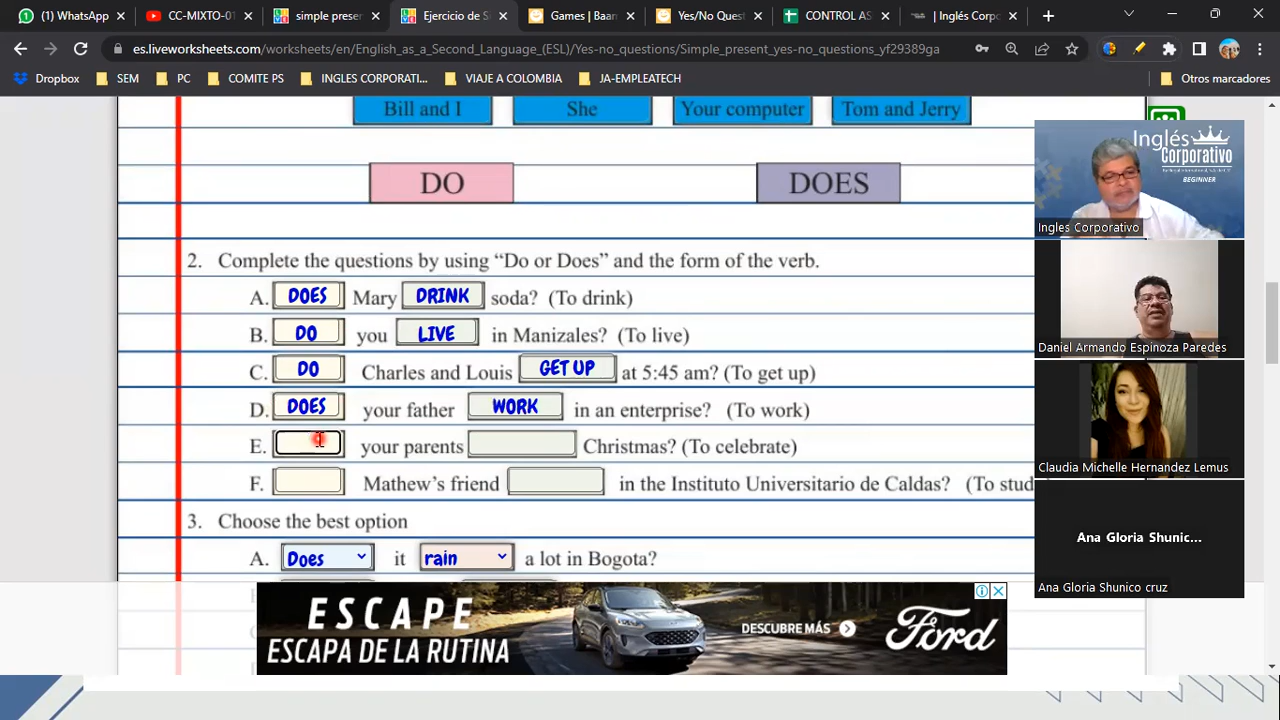 (1) WhatsApp
CC-MIXTO-01
simple preser
Ejercicio de S
Games | Baam
Yes/No Quest
CONTROL AS
| Inglés Corpo
es.liveworksheets.com/worksheets/en/English_as_a_Second_Language_(ESL)/Yes-no_questions/Simple_present_yes-no_questions_yf29389ga
Dropbox SEM PC COMITE PS INGLES CORPORATI... VIAJE A COLOMBIA JA-EMPLEATECH Otros marcadores
Bill and I She Your computer Tom and Jerry
DO DOES
2. Complete the questions by using “Do or Does” and the form of the verb.
A. DOES Mary DRINK soda? (To drink)
B. DO you LIVE in Manizales? (To live)
C. DO Charles and Louis GET UP at 5:45 am? (To get up)
D. DOES your father WORK in an enterprise? (To work)
E. your parents Christmas? (To celebrate)
F. Mathew’s friend in the Instituto Universitario de Caldas? (To stud
3. Choose the best option
A. Does it rain a lot in Bogota?
ESCAPE
ESCAPA DE LA RUTINA
DESCUBRE MÁS
Ford
Inglés
Corporativo
BEGINNER
Ingles Corporativo
Daniel Armando Espinoza Paredes
Claudia Michelle Hernandez Lemus
Ana Gloria Shunic...
Ana Gloria Shunico cruz